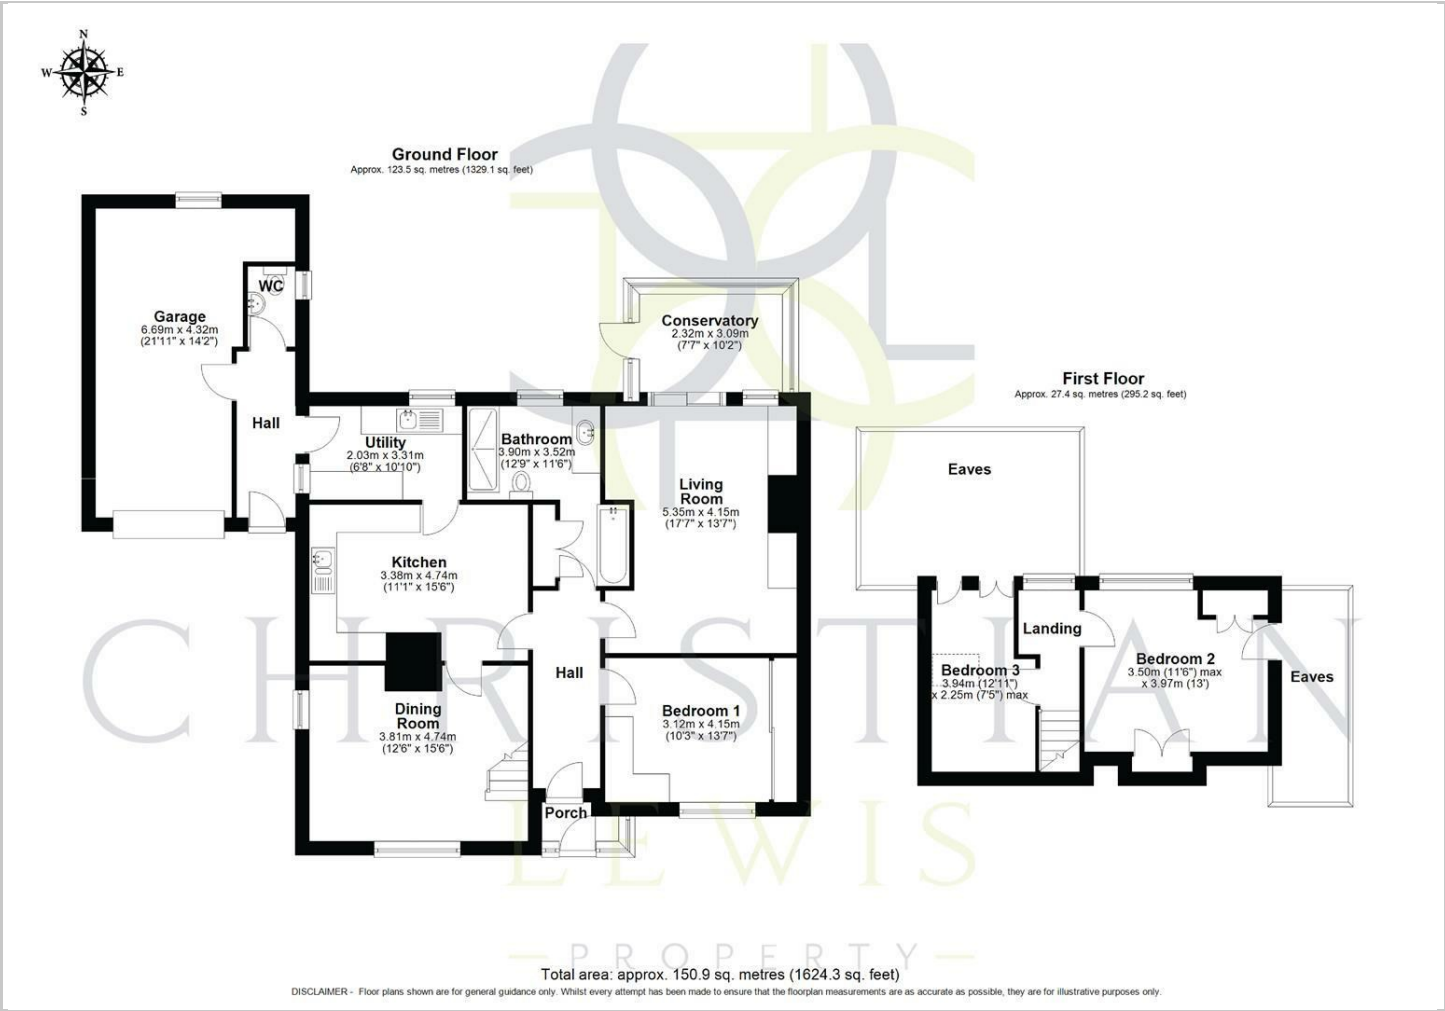 N
W E
S
Ground Floor
Approx. 123.5 sq. metres (1329.1 sq. feet)
WC
Garage
6.69m x 4.32m
(21'11" x 14'2")
Conservatory
2.32m x 3.09m
(7'7" x 10'2")
First Floor
Approx. 27.4 sq. metres (295.2 sq. feet)
Hall
Utility
2.03m x 3.31m
(6'8" x 10'10")
Bathroom
3.90m x 3.52m
(12'9" x 11'6")
Living
Room
5.35m x 4.15m
(17'7" x 13'7")
Eaves
Kitchen
3.38m x 4.74m
(11'1" x 15'6")
Landing
Hall
Bedroom 3
3.94m (12'11")
x 2.25m (7'5") max
Bedroom 2
3.50m (11'6") max
x 3.97m (13')
Eaves
Dining
Room
3.81m x 4.74m
(12'6" x 15'6")
Bedroom 1
3.12m x 4.15m
(10'3" x 13'7")
Porch
CHRISTIAN
LEWIS
PROPERTY
Total area: approx. 150.9 sq. metres (1624.3 sq. feet)
DISCLAIMER - Floor plans shown are for general guidance only. Whilst every attempt has been made to ensure that the floorplan measurements are as accurate as possible, they are for illustrative purposes only.